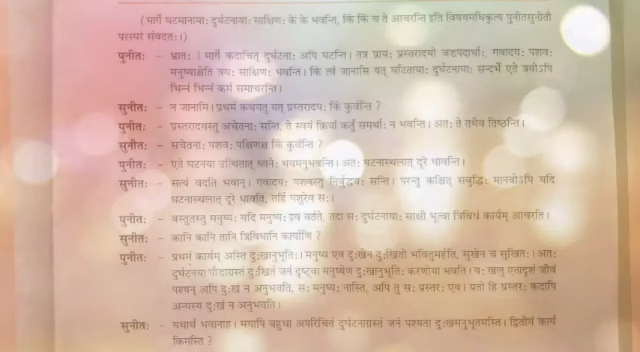 ( मार्गे घटमानायाः दुर्घटनायाः साक्षिणः के के भवन्ति, किं किं च ते आचरन्ति इति विषयमधिकृत्य पुनीतसुनीतौ
परस्परं संवदतः।)
पुनीतः - भ्रातः ! मार्गे कदाचित् दुर्घटनाः अपि घटन्ति। तत्र प्रायः प्रस्तरादयो जडपदार्थाः, गवादयः पशवः
मनुष्याश्चेति त्रयः साक्षिणः भवन्ति। किं त्वं जानासि यत् घटितायाः दुर्घटनायाः सन्दर्भे एते त्रयोऽपि
भिन्नं भिन्नं कर्म समाचरन्ति।
सुनीतः - न जानामि। प्रथमं कथयतु यत् प्रस्तरादयः किं कुर्वन्ति ?
पुनीतः - प्रस्तरादयस्तु अचेतनाः सन्ति, ते स्वयं क्रियां कर्तुं समर्थाः न भवन्ति। अतः ते तथैव तिष्ठन्ति।
सुनीतः - सचेतनाः पशवः पक्षिणश्च किं कुर्वन्ति ?
पुनीतः - एते घटनया उत्थितात् ध्वनेः भयमनुभवन्ति। अतः घटनास्थलात् दूरे धावन्ति।
सुनीतः - सत्यं वदति भवान्। गवादयः पशवस्तु निर्बुद्धयः सन्ति। परन्तु कश्चित् सबुद्धिः मानवोऽपि यदि
घटनास्थलात् दूरे धावति, तर्हि पशुरेव सः।
पुनीतः - वस्तुतस्तु मनुष्यः यदि मनुष्यः इव वर्तते, तदा सः दुर्घटनायाः साक्षी भूत्वा त्रिविधं कार्यम् आचरति।
सुनीतः - कानि कानि तानि त्रिविधानि कार्याणि ?
पुनीतः - प्रथमं कार्यम् अस्ति दुःखानुभूतिः। मनुष्य एव दुःखेन दुःखितो भवितुमर्हति, सुखेन च सुखितः। अतः
दुर्घटनया पीडाग्रस्तं दुःखितं जनं दृष्ट्वा मनुष्येण दुःखानुभूतिः करणीया भवति। यः खलु एतादृशं जीवं
पश्यन् अपि दुःखं न अनुभवति, सः मनुष्यः नास्ति, अपि तु सः प्रस्तरः एव। यतो हि प्रस्तरः कदापि
अन्यस्य दुःखं न अनुभवति।
सुनीतः - यथार्थं भवानाह। मयापि बहुधा अपरिचितं दुर्घटनाग्रस्तं जनं पश्यता दुःखमनुभूतमस्ति। द्वितीयं कार्यं
किमस्ति ?